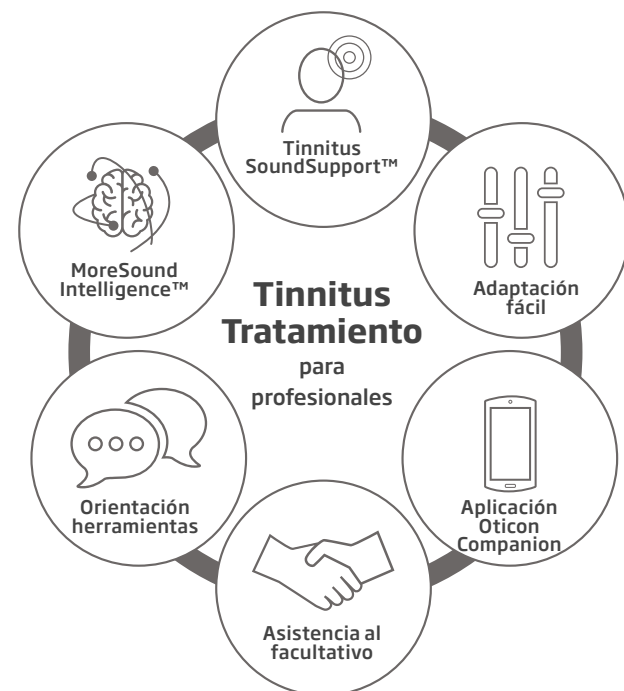 Tinnitus
SoundSupport™
Adaptación
fácil
Aplicación
Oticon
Companion
Asistencia al
facultativo
Orientación
herramientas
MoreSound
Intelligence™
Tinnitus
Tratamiento
para
profesionales